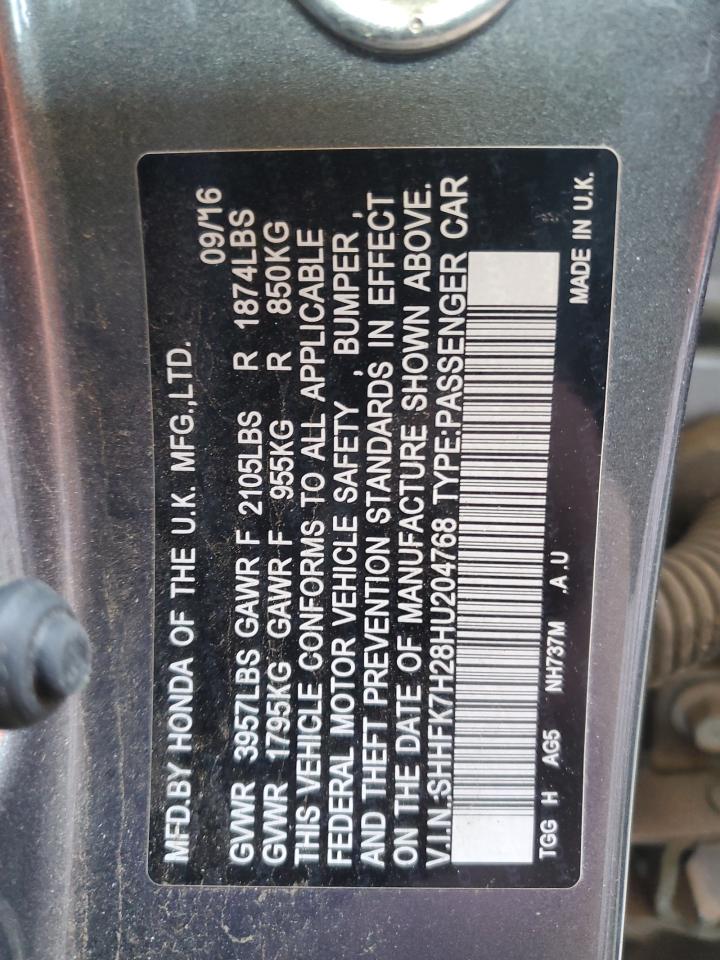 MFD.BY HONDA OF THE U.K. MFG.,LTD. 09/16
GVWR 3957LBS GAWR F 2105LBS R 1874LBS
GVWR 1795KG GAWR F 955KG R 850KG
THIS VEHICLE CONFORMS TO ALL APPLICABLE
FEDERAL MOTOR VEHICLE SAFETY , BUMPER ,
AND THEFT PREVENTION STANDARDS IN EFFECT
ON THE DATE OF MANUFACTURE SHOWN ABOVE.
V.I.N.:SHHFK7H28HU204768 TYPE:PASSENGER CAR
TGG H AG5 NH737M .A .U MADE IN U.K.